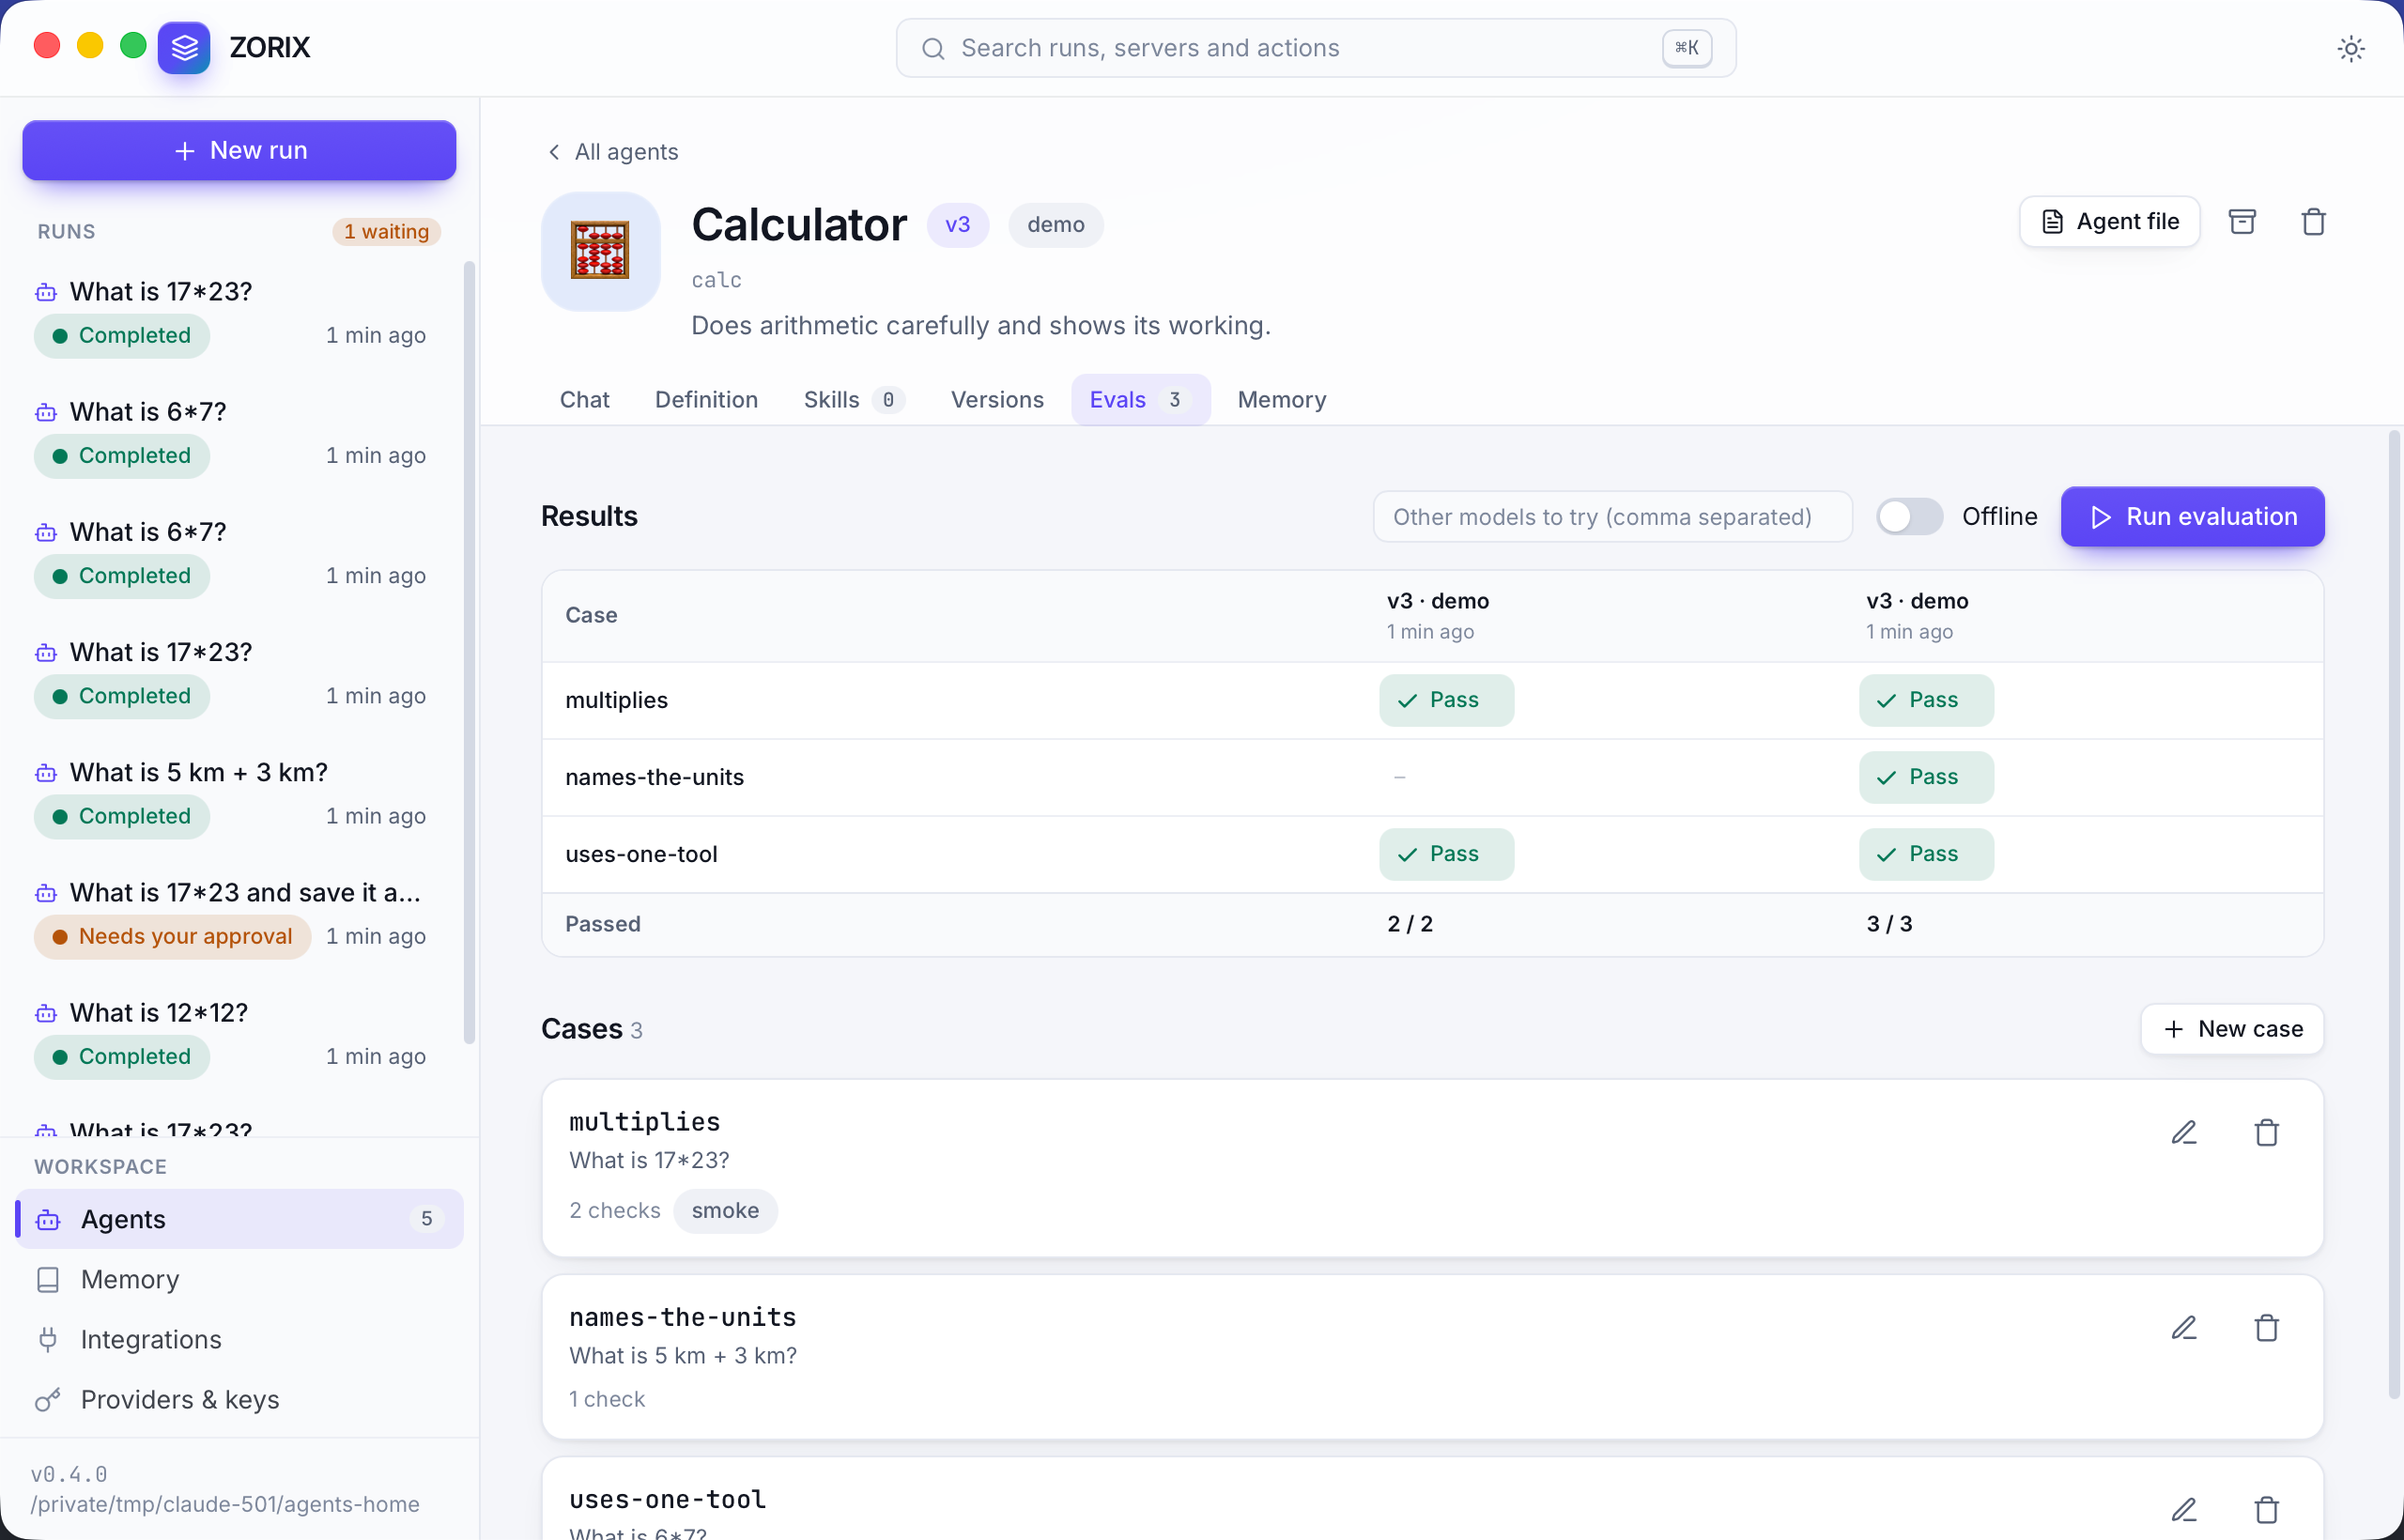 ZORIX
Search runs, servers and actions
⌘K
New run
RUNS
1 waiting
What is 17*23?
Completed
1 min ago
What is 6*7?
Completed
1 min ago
What is 6*7?
Completed
1 min ago
What is 17*23?
Completed
1 min ago
What is 5 km + 3 km?
Completed
1 min ago
What is 17*23 and save it a...
Needs your approval
1 min ago
What is 12*12?
Completed
1 min ago
What is 17*23?
WORKSPACE
Agents
5
Memory
Integrations
Providers & keys
v0.4.0
/private/tmp/claude-501/agents-home
All agents
Calculator
v3
demo
calc
Does arithmetic carefully and shows its working.
Agent file
Chat
Definition
Skills 0
Versions
Evals 3
Memory
Results
Other models to try (comma separated)
Offline
Run evaluation
Case
v3 · demo
1 min ago
v3 · demo
1 min ago
multiplies
Pass
Pass
names-the-units
–
Pass
uses-one-tool
Pass
Pass
Passed
2 / 2
3 / 3
Cases 3
New case
multiplies
What is 17*23?
2 checks
smoke
names-the-units
What is 5 km + 3 km?
1 check
uses-one-tool
What is 6*7?